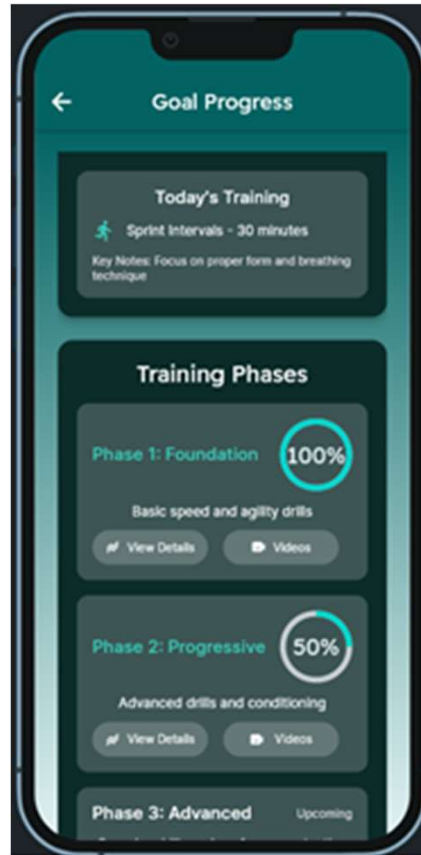 Goal Progress
Today's Training
Sprint Intervals - 30 minutes
Key Notes: Focus on proper form and breathing
technique
Training Phases
Phase 1: Foundation
100%
Basic speed and agility drills
View Details
Videos
Phase 2: Progressive
50%
Advanced drills and conditioning
View Details
Videos
Phase 3: Advanced
Upcoming